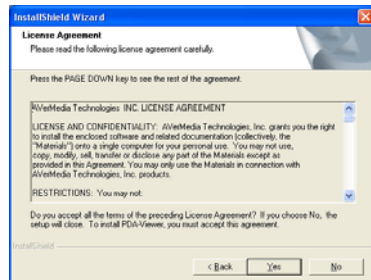 InstallShield Wizard
License Agreement
Please read the following license agreement carefully.
Press the PAGE DOWN key to see the rest of the agreement.
AVerMedia Technologies INC. LICENSE AGREEMENT
LICENSE AND CONFIDENTIALITY: AVerMedia Technologies, Inc. grants you the right
to install the enclosed software and related documentation (collectively, the
"Materials") onto a single computer for your personal use. You may not use,
copy, modify, sell, transfer or disclose any part of the Materials except as
provided in this Agreement. You may only use the Materials in connection with
AVerMedia Technologies, Inc. products.
RESTRICTIONS: You may not:
Do you accept all the terms of the preceding License Agreement? If you choose No, the
setup will close. To install PDA-Viewer, you must accept this agreement.
InstallShield
< Back Yes No